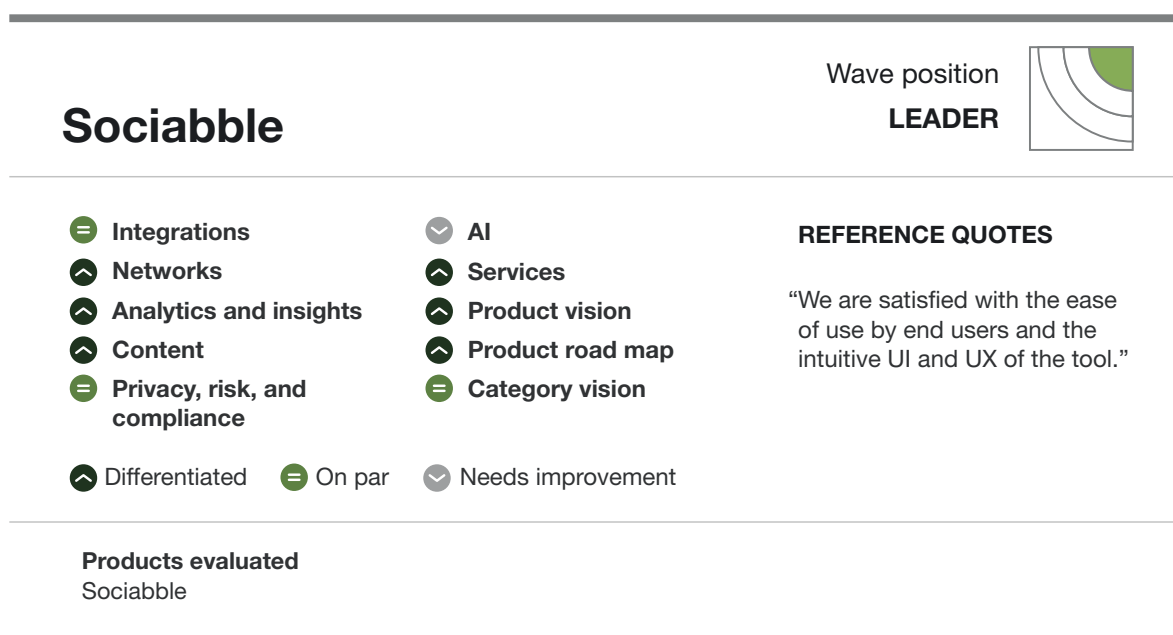 Sociabble
Wave position
LEADER
Integrations
Networks
Analytics and insights
Content
Privacy, risk, and
compliance
AI
Services
Product vision
Product road map
Category vision
REFERENCE QUOTES
“We are satisfied with the ease
of use by end users and the
intuitive UI and UX of the tool.”
Differentiated
On par
Needs improvement
Products evaluated
Sociabble